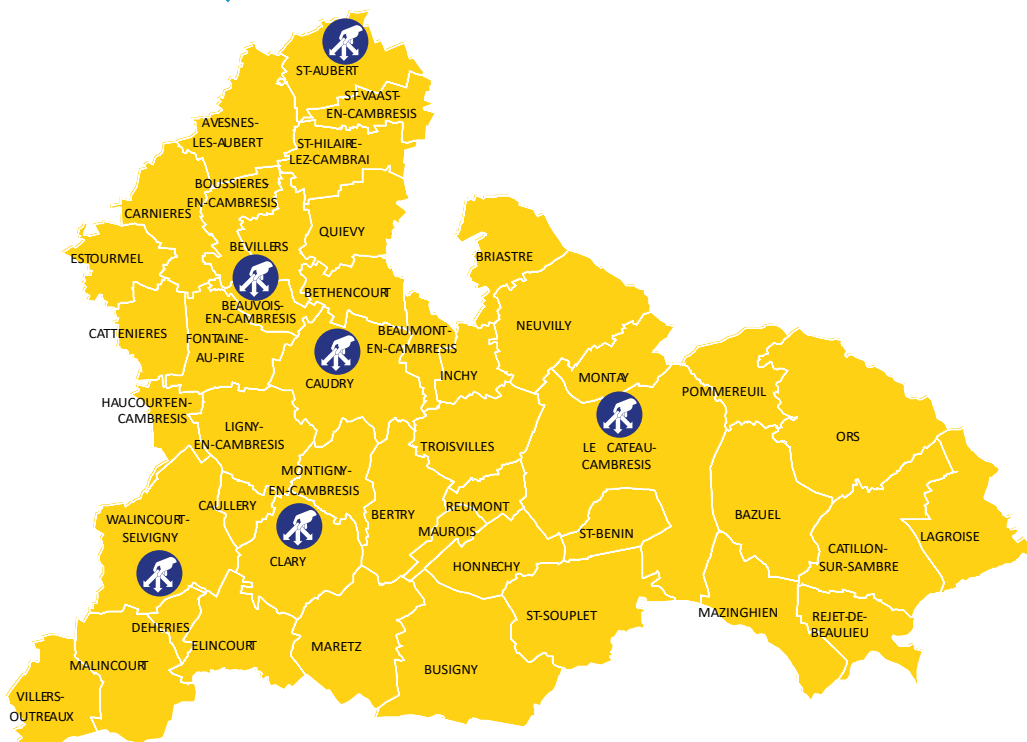 ST-AUBERT
ST-VAAST-
EN-CAMBRESIS
AVESNES-
LES-AUBERT
ST-HILAIRE-
LEZ-CAMBRAI
BOUSSIERES-
EN-CAMBRESIS
CARNIERES
QUIEVY
BEVILLERS
ESTOURMEL
BRIASTRE
BETHENCOURT
BEAUVOIS-
EN-CAMBRESIS
CATTENIERES
FONTAINE-
AU-PIRE
BEAUMONT-
EN-CAMBRESIS
NEUVILLY
INCHY
CAUDRY
MONTAY
POMMEREUIL
HAUCOURT-EN-
CAMBRESIS
LIGNY-
EN-CAMBRESIS
TROISVILLES
LE CATEAU-
CAMBRESIS
ORS
MONTIGNY-
EN-CAMBRESIS
CAULLERY
REUMONT
BERTRY
MAUROIS
WALINCOURT-
SELVIGNY
BAZUEL
ST-BENIN
LAGROISE
CATILLON-
SUR-SAMBRE
CLARY
HONNECHY
ST-SOUPLET
MAZINGHIEN
REJET-DE-
BEAULIEU
DEHERIES
ELINCOURT
MARETZ
MALINCOURT
BUSIGNY
VILLERS-
OUTREAUX